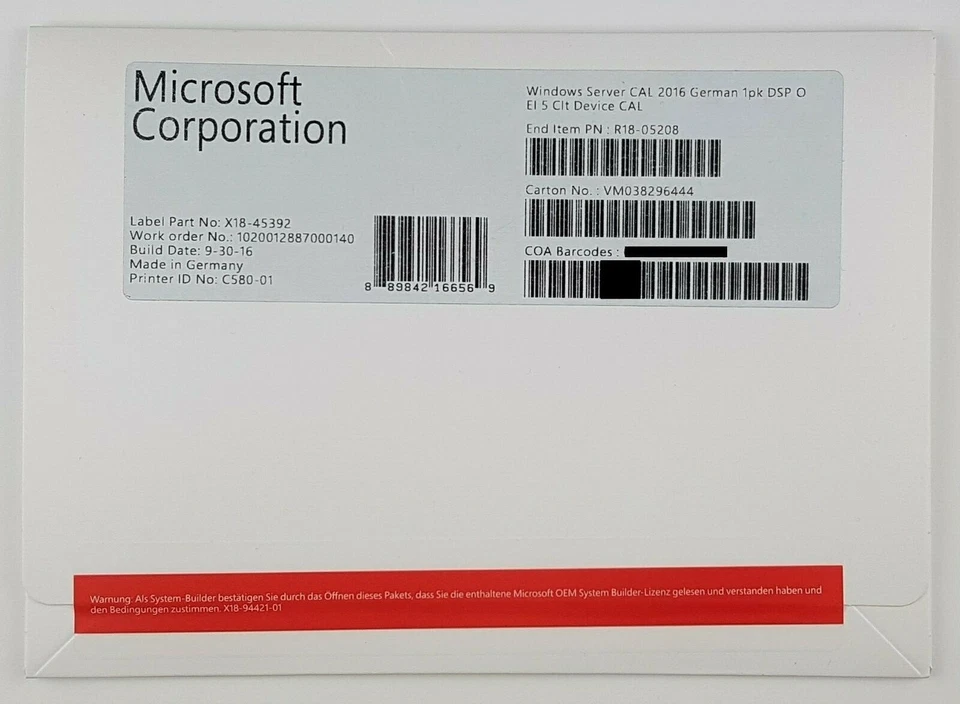 Microsoft
Corporation
Label Part No: X18-45392
Work order No.: 1020012887000140
Build Date: 9-30-16
Made in Germany
Printer ID No: C580-01
8 89842 16656 9
Windows Server CAL 2016 German 1pk DSP O
EI 5 Clt Device CAL
End Item PN : R18-05208
Carton No. : VM038296444
COA Barcodes :
Warnung: Als System-Builder bestätigen Sie durch das Öffnen dieses Pakets, dass Sie die enthaltene Microsoft OEM System Builder-Lizenz gelesen und verstanden haben und
den Bedingungen zustimmen. X18-94421-01